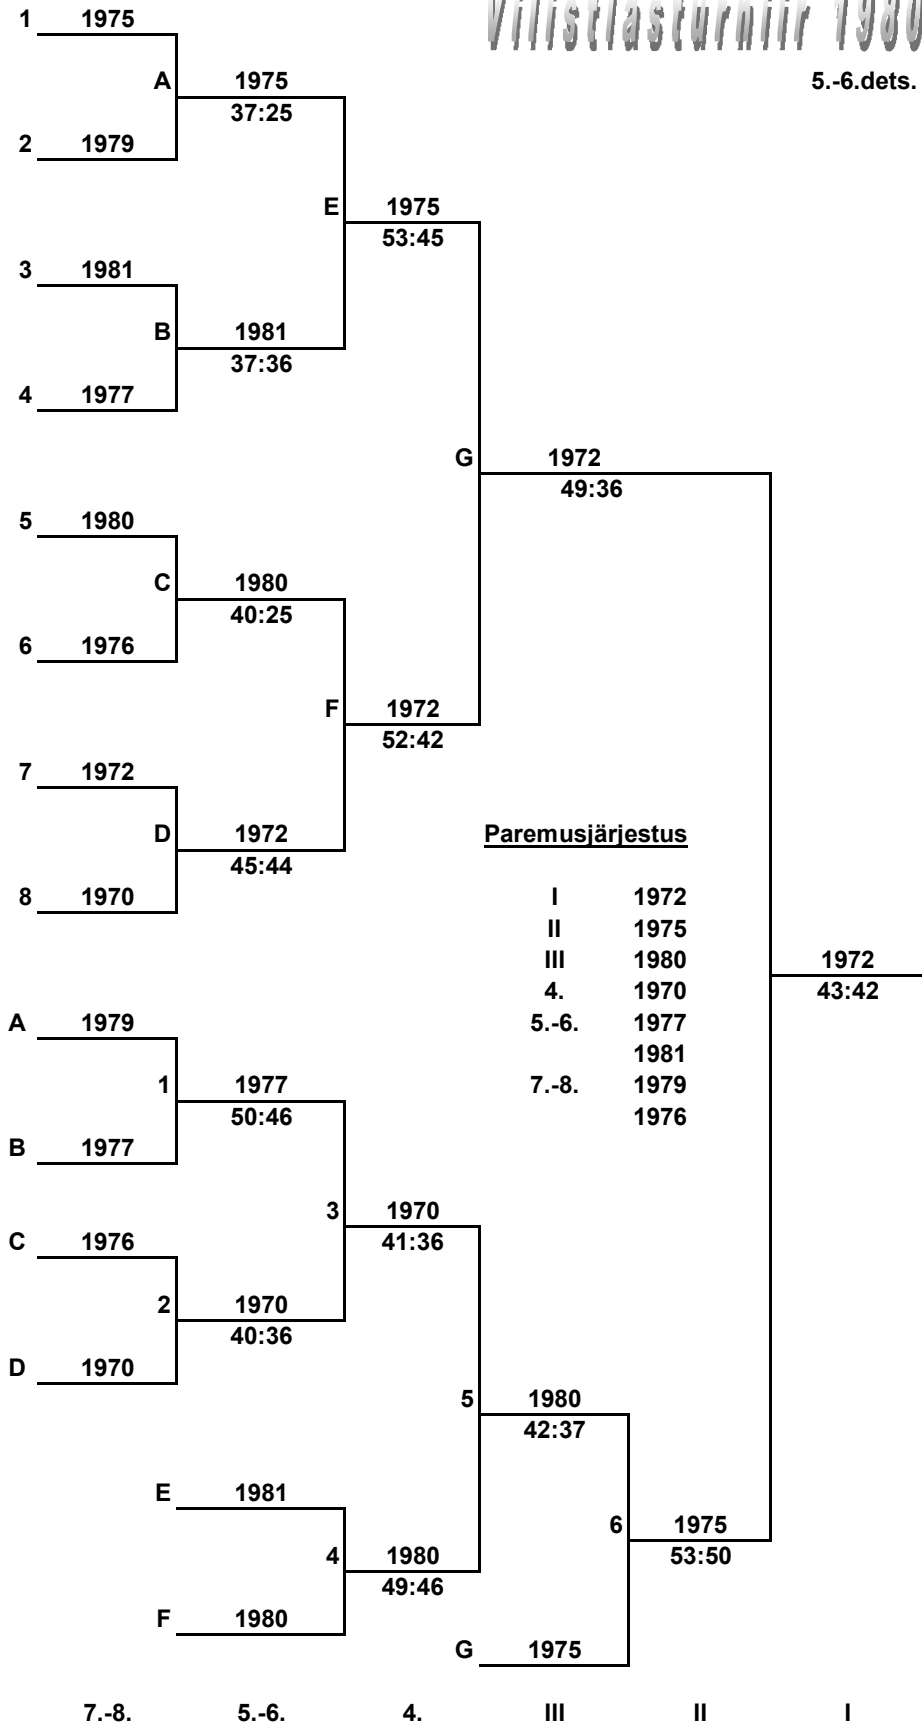 Vilistlasturniir 1980
1 1975
A 1975 5.-6.dets.
37:25
2 1979
E 1975
53:45
3 1981
B 1981
37:36
4 1977
G 1972
49:36
5 1980
C 1980
40:25
6 1976
F 1972
52:42
7 1972
D 1972 Paremusjärjestus
45:44
8 1970 I 1972
II 1975
III 1980 1972
4. 1970 43:42
A 1979 5.-6. 1977
1981
1 1977 7.-8. 1979
50:46 1976
B 1977
3 1970
41:36
C 1976
2 1970
40:36
D 1970
5 1980
42:37
E 1981
6 1975
4 1980 53:50
49:46
F 1980
G 1975
7.-8. 5.-6. 4. III II I